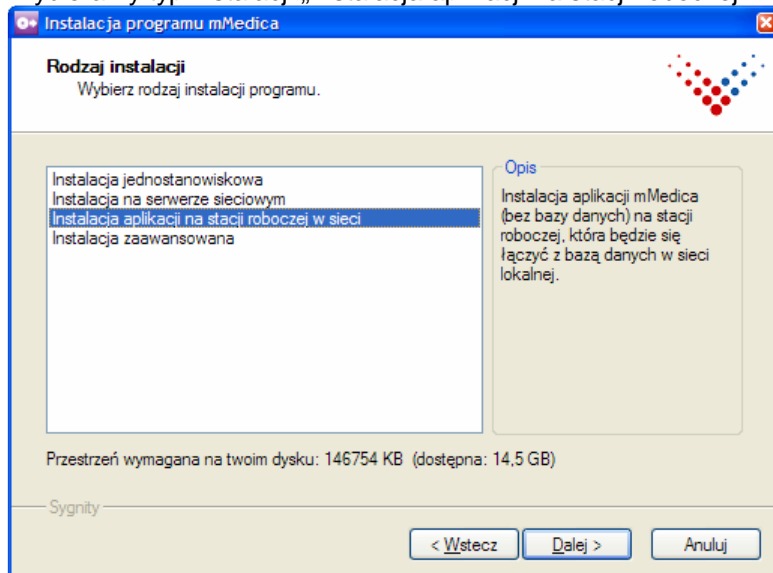 Instalacja programu mMedica
Rodzaj instalacji
Wybierz rodzaj instalacji programu.
Instalacja jednostanowiskowa
Instalacja na serwerze sieciowym
Instalacja aplikacji na stacji roboczej w sieci
Instalacja zaawansowana
Opis
Instalacja aplikacji mMedica
(bez bazy danych) na stacji
roboczej, która będzie się
łączyć z bazą danych w sieci
lokalnej.
Przestrzeń wymagana na twoim dysku: 146754 KB (dostępna: 14,5 GB)
Sygnity
< Wstecz
Dalej >
Anuluj